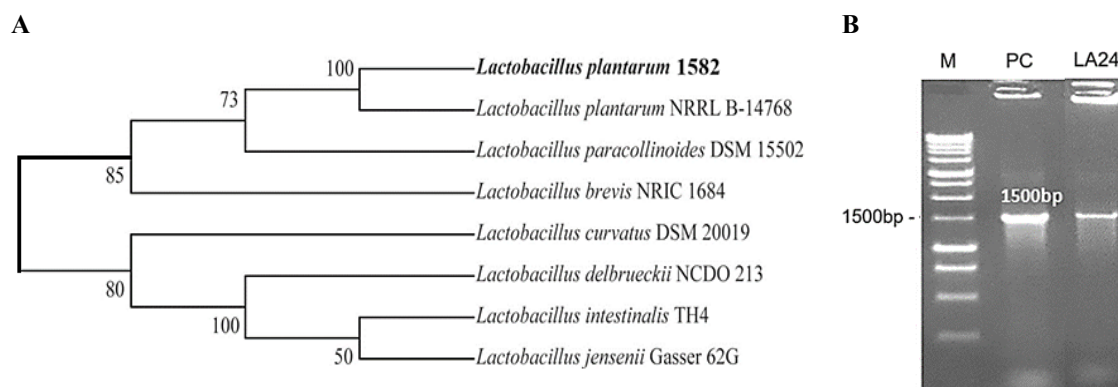 A
Lactobacillus plantarum 1582
100
Lactobacillus plantarum NRRL B-14768
73
Lactobacillus paracollinoides DSM 15502
85
Lactobacillus brevis NRIC 1684
Lactobacillus curvatus DSM 20019
80
Lactobacillus delbrueckii NCDO 213
100
Lactobacillus intestinalis TH4
50
Lactobacillus jensenii Gasser 62G
B
M PC LA24
1500bp
1500bp -